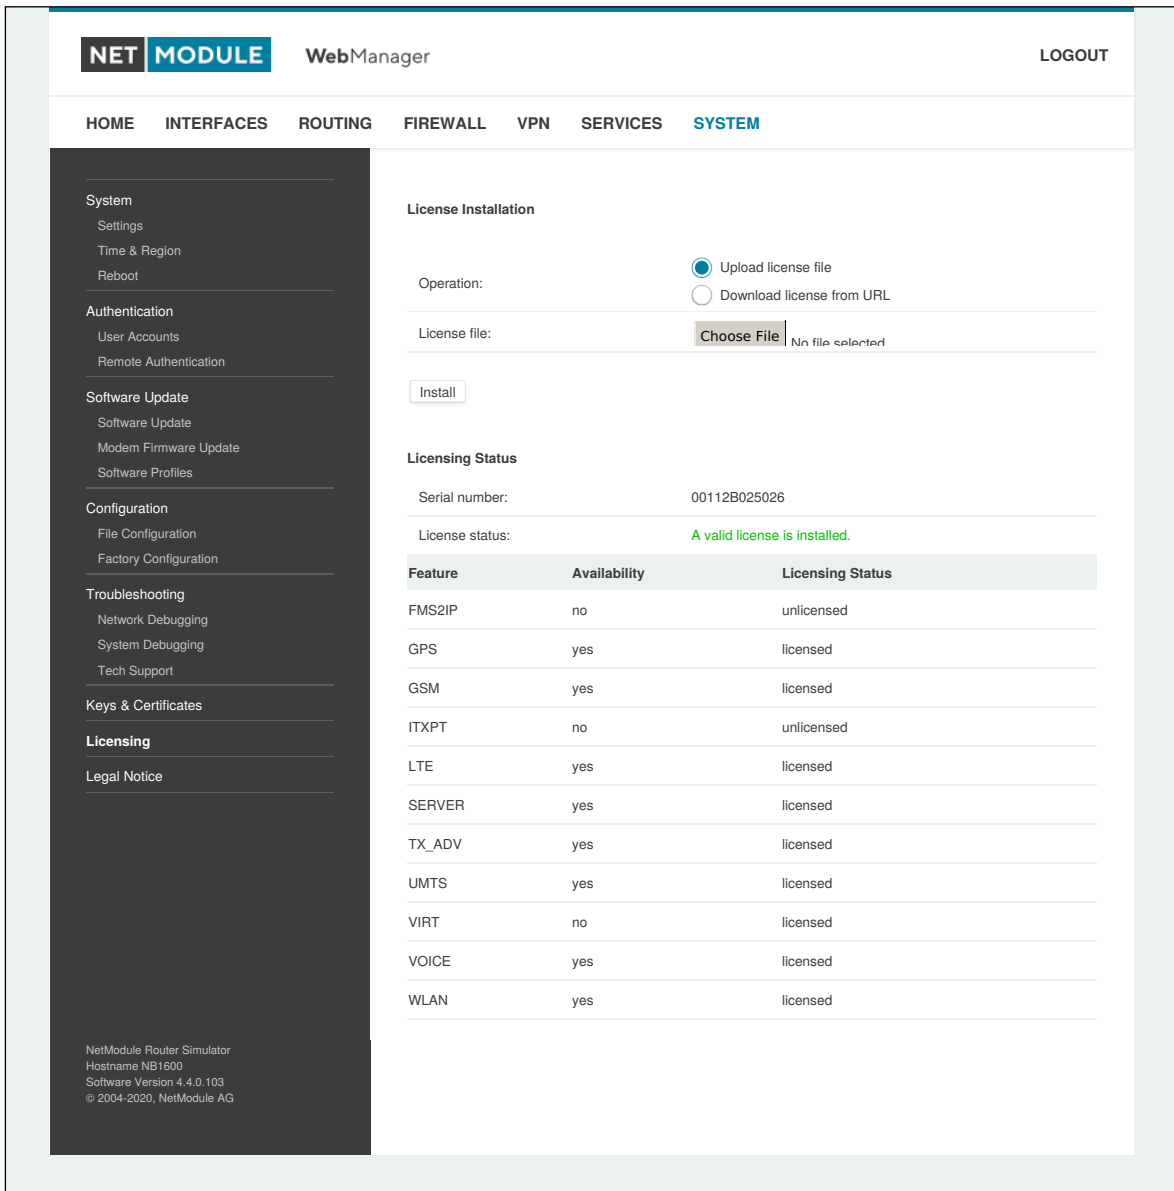 NET MODULE WebManager LOGOUT
HOME INTERFACES ROUTING FIREWALL VPN SERVICES SYSTEM
System
Settings
Time & Region
Reboot
Authentication
User Accounts
Remote Authentication
Software Update
Software Update
Modem Firmware Update
Software Profiles
Configuration
File Configuration
Factory Configuration
Troubleshooting
Network Debugging
System Debugging
Tech Support
Keys & Certificates
Licensing
Legal Notice
NetModule Router Simulator
Hostname NB1600
Software Version 4.4.0.103
© 2004-2020, NetModule AG
License Installation
Operation: Upload license file
Download license from URL
License file: Choose File No file selected
Install
Licensing Status
Serial number: 00112B025026
License status: A valid license is installed.
Feature Availability Licensing Status
FMS2IP no unlicensed
GPS yes licensed
GSM yes licensed
ITXPT no unlicensed
LTE yes licensed
SERVER yes licensed
TX_ADV yes licensed
UMTS yes licensed
VIRT no licensed
VOICE yes licensed
WLAN yes licensed